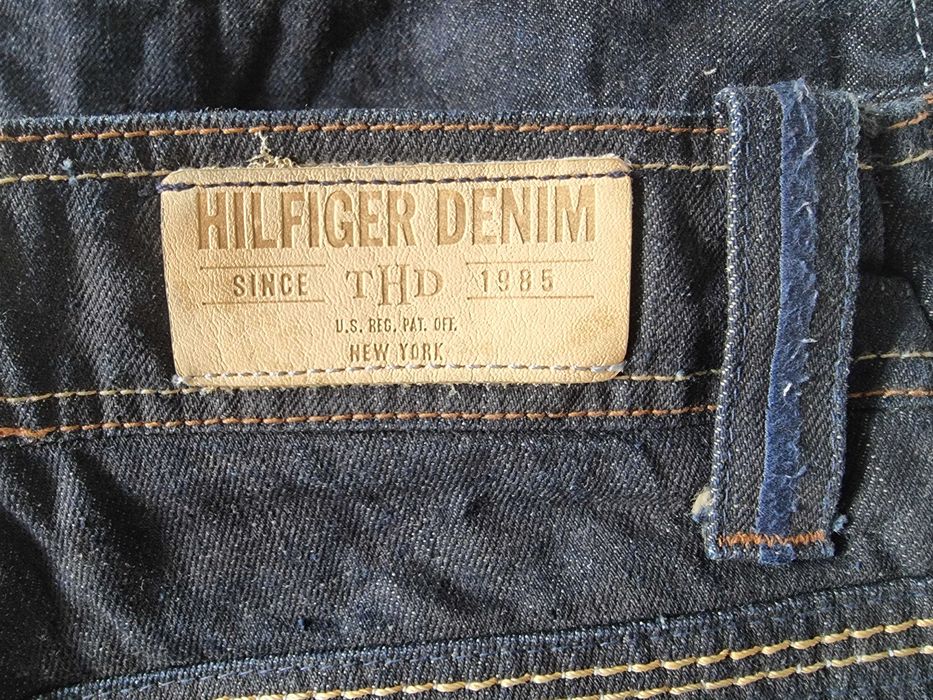 HILFIGER DENIM
SINCE THD 1985
U.S. REG. PAT. OFF.
NEW YORK